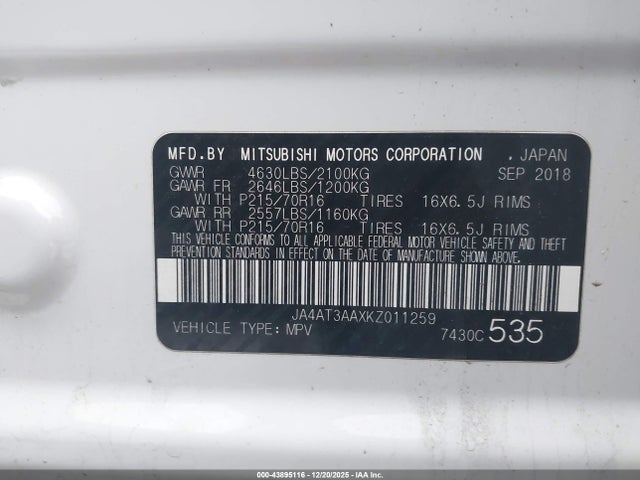 MFD.BY MITSUBISHI MOTORS CORPORATION . JAPAN
GVWR 4630LBS/2100KG SEP 2018
GAWR FR 2646LBS/1200KG
WITH P215/70R16 TIRES 16X6.5J RIMS
GAWR RR 2557LBS/1160KG
WITH P215/70R16 TIRES 16X6.5J RIMS
THIS VEHICLE CONFORMS TO ALL APPLICABLE FEDERAL MOTOR VEHICLE SAFETY AND THEFT
PREVENTION STANDARDS IN EFFECT ON THE DATE OF MANUFACTURE SHOWN ABOVE.
JA4AT3AAXKZ011259
VEHICLE TYPE:MPV 7430C 535
000-43895116 - 12/20/2025 - IAA Inc.